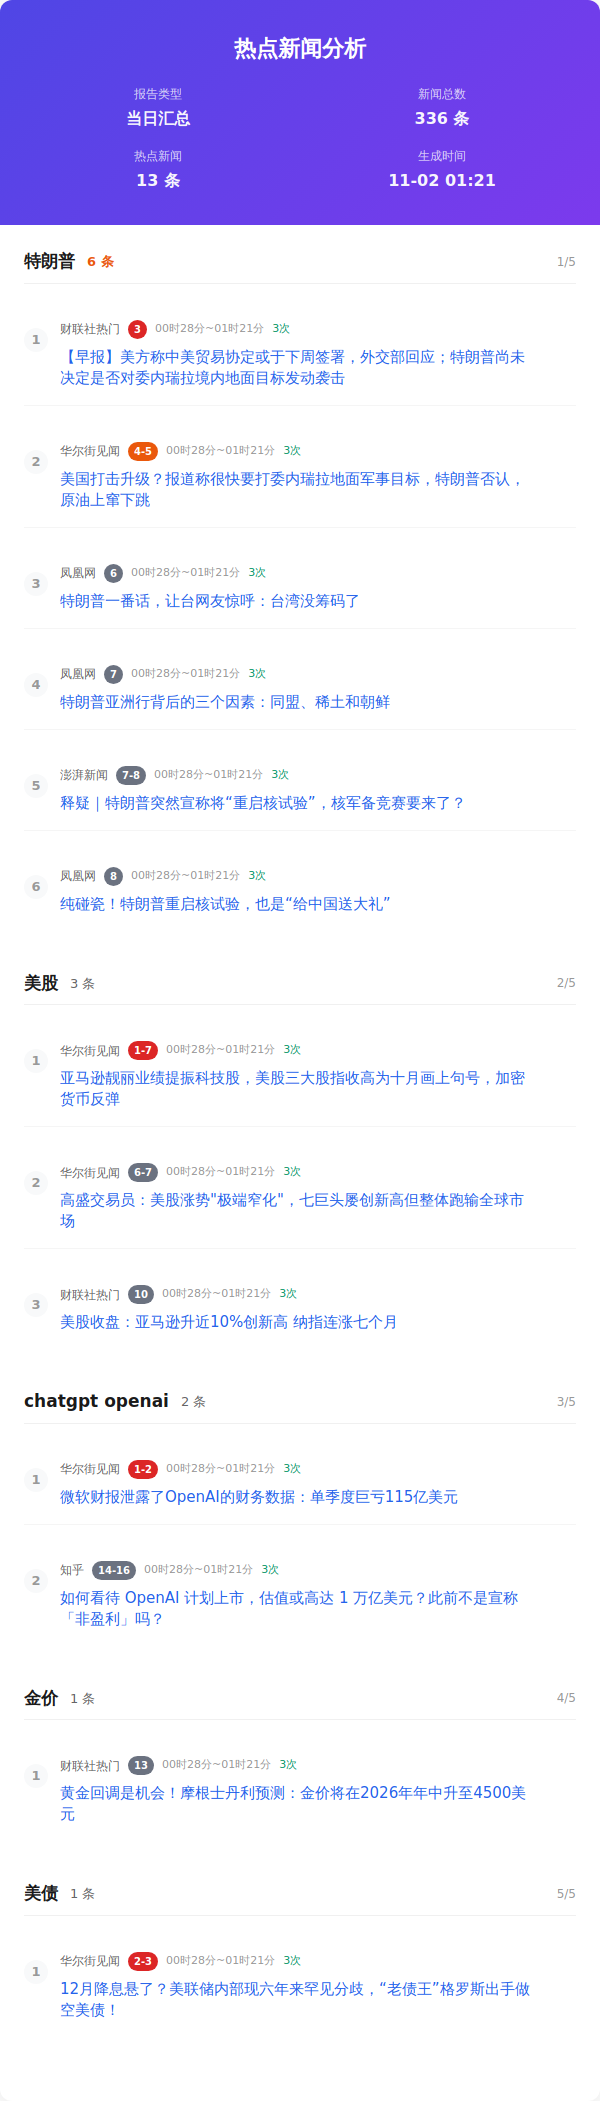 热点新闻分析
报告类型
新闻总数
当日汇总
336 条
热点新闻
生成时间
13 条
11-02 01:21
特朗普 6 条 1/5
1
财联社热门 3 00时28分~01时21分 3次
【早报】美方称中美贸易协定或于下周签署，外交部回应；特朗普尚未
决定是否对委内瑞拉境内地面目标发动袭击
2
华尔街见闻 4-5 00时28分~01时21分 3次
美国打击升级？报道称很快要打委内瑞拉地面军事目标，特朗普否认，
原油上窜下跳
3
凤凰网 6 00时28分~01时21分 3次
特朗普一番话，让台网友惊呼：台湾没筹码了
4
凤凰网 7 00时28分~01时21分 3次
特朗普亚洲行背后的三个因素：同盟、稀土和朝鲜
5
澎湃新闻 7-8 00时28分~01时21分 3次
释疑｜特朗普突然宣称将“重启核试验”，核军备竞赛要来了？
6
凤凰网 8 00时28分~01时21分 3次
纯碰瓷！特朗普重启核试验，也是“给中国送大礼”
美股 3 条 2/5
1
华尔街见闻 1-7 00时28分~01时21分 3次
亚马逊靓丽业绩提振科技股，美股三大股指收高为十月画上句号，加密
货币反弹
2
华尔街见闻 6-7 00时28分~01时21分 3次
高盛交易员：美股涨势"极端窄化"，七巨头屡创新高但整体跑输全球市
场
3
财联社热门 10 00时28分~01时21分 3次
美股收盘：亚马逊升近10%创新高 纳指连涨七个月
chatgpt openai 2 条 3/5
1
华尔街见闻 1-2 00时28分~01时21分 3次
微软财报泄露了OpenAI的财务数据：单季度巨亏115亿美元
2
知乎 14-16 00时28分~01时21分 3次
如何看待 OpenAI 计划上市，估值或高达 1 万亿美元？此前不是宣称
「非盈利」吗？
金价 1 条 4/5
1
财联社热门 13 00时28分~01时21分 3次
黄金回调是机会！摩根士丹利预测：金价将在2026年年中升至4500美
元
美债 1 条 5/5
1
华尔街见闻 2-3 00时28分~01时21分 3次
12月降息悬了？美联储内部现六年来罕见分歧，“老债王”格罗斯出手做
空美债！